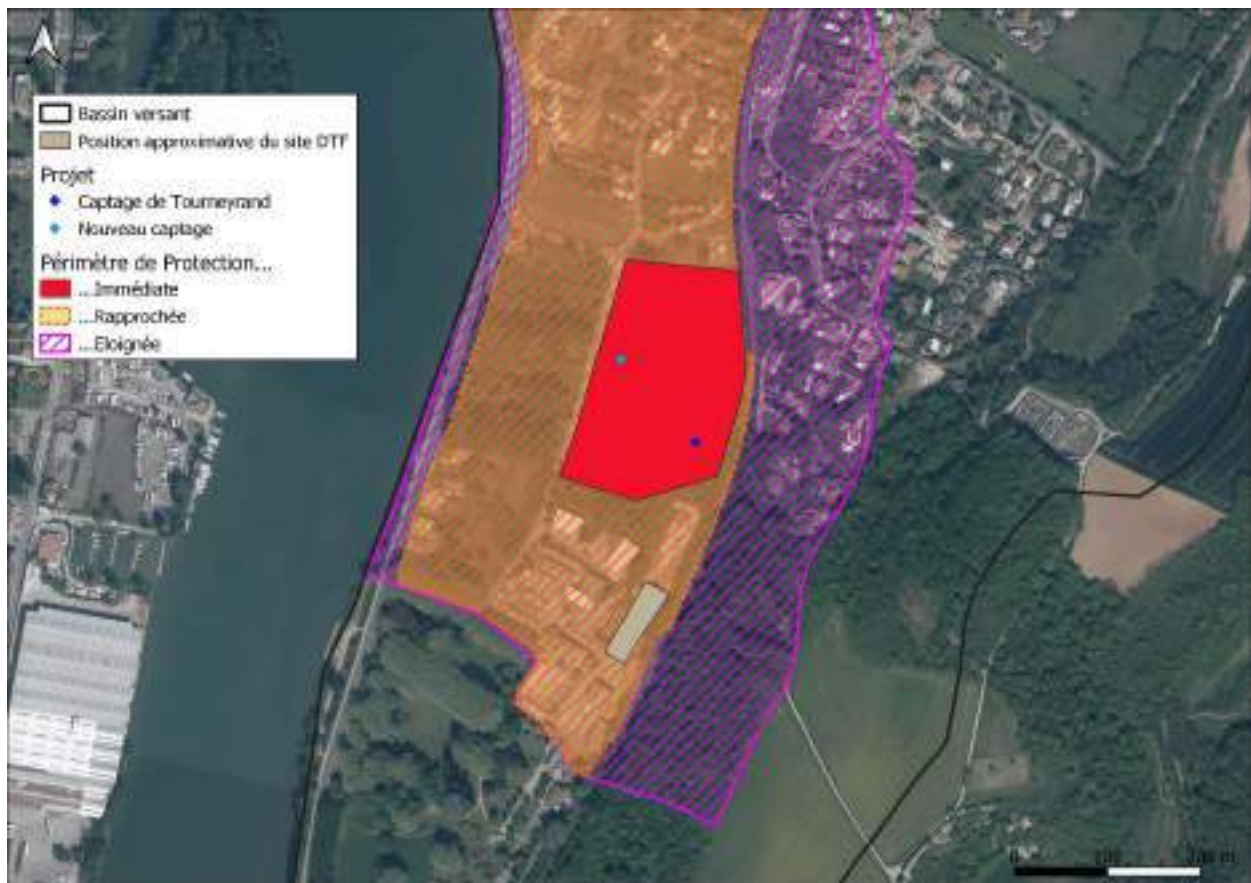 Bassin versant
Position approximative du site DTF
Projet
Captage de Tourneyrand
Nouveau captage
Périmètre de Protection...
...Immédiate
...Rapprochée
...Eloignée
0 100 200 m